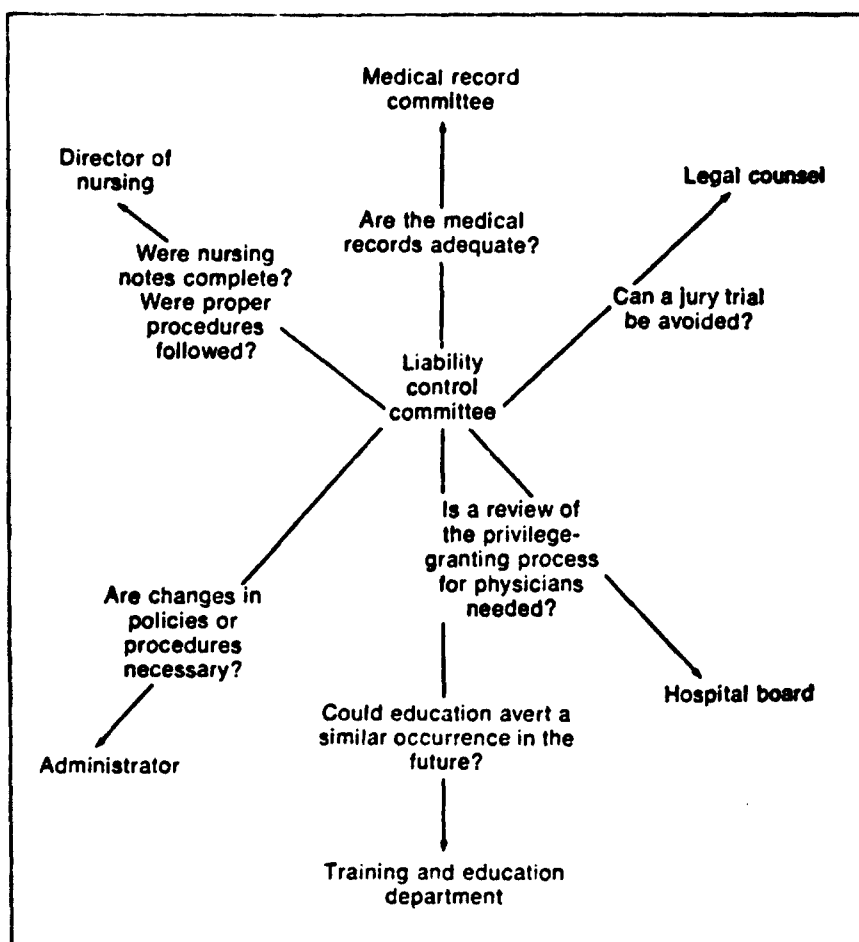 Medical record
committee
Director of
nursing
Legal counsel
Are the medical
records adequate?
Were nursing
notes complete?
Were proper
procedures
followed?
Can a jury trial
be avoided?
Liability
control
committee
Is a review of
the privilege-
granting process
for physicians
needed?
Are changes in
policies or
procedures
necessary?
Hospital board
Could education avert a
similar occurrence in the
future?
Administrator
Training and education
department